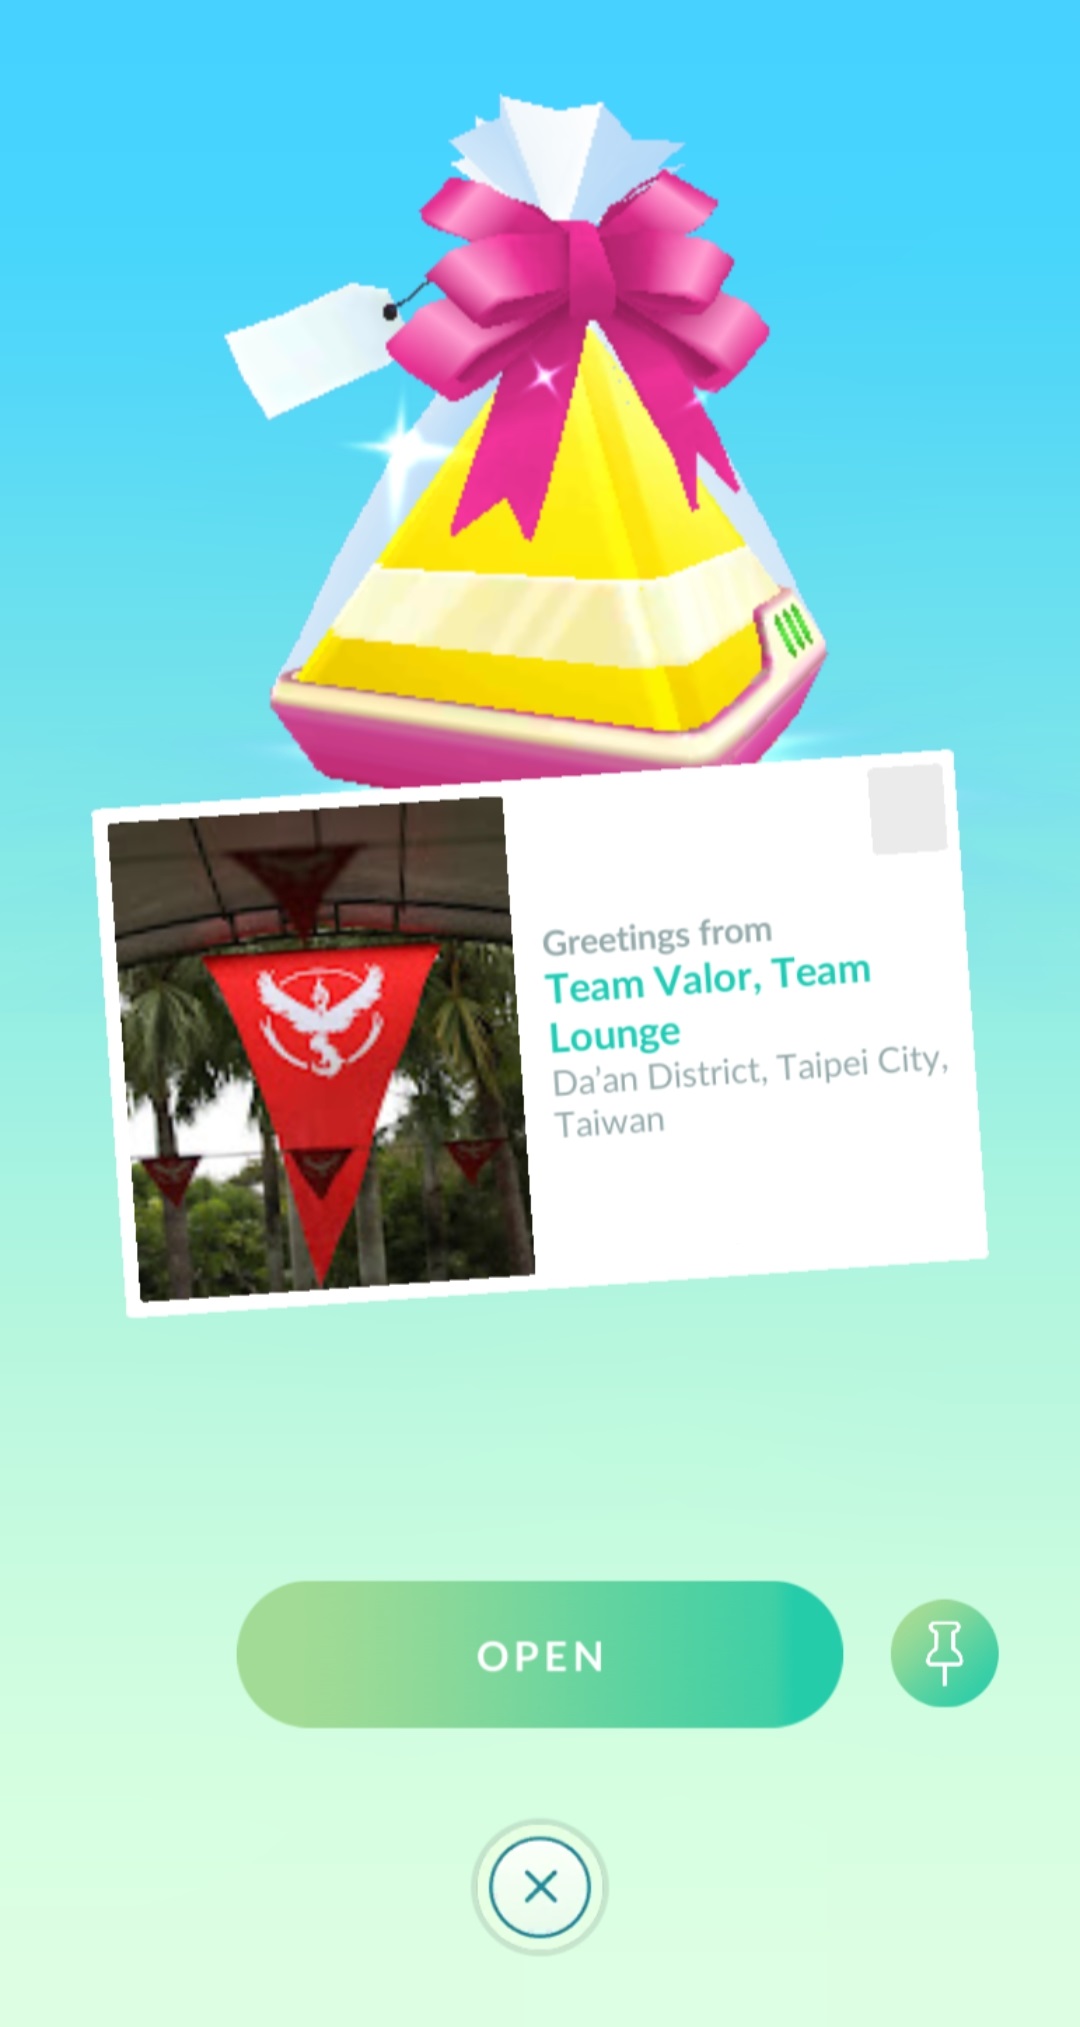 Greetings from
Team Valor, Team
Lounge
Da'an District, Taipei City,
Taiwan
OPEN